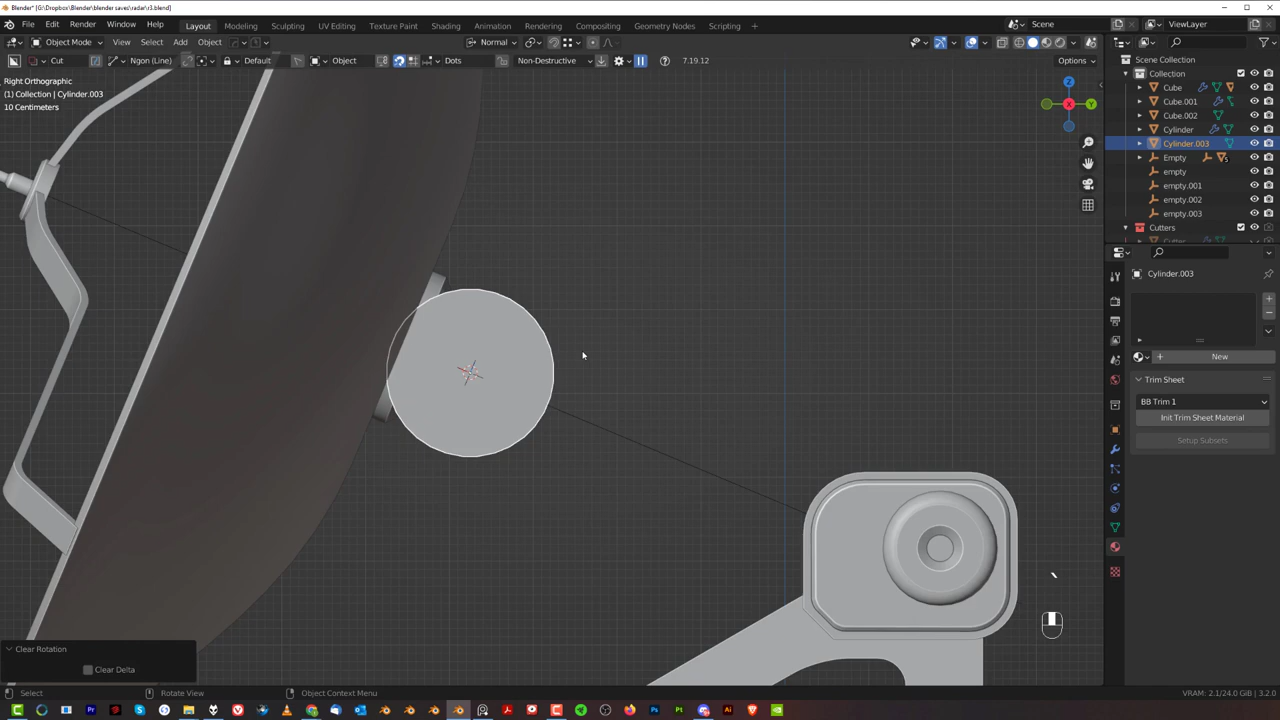 Blender* [G:\Dropbox\Blender\blender saves\radar\r3.blend]
File Edit Render Window Help Layout Modeling Sculpting UV Editing Texture Paint Shading Animation Rendering Compositing Geometry Nodes Scripting + Scene ViewLayer
Object Mode View Select Add Object Normal
Cut Ngon (Line) Default Object Dots Non-Destructive 7.19.12 Options
Right Orthographic
(1) Collection | Cylinder.003
10 Centimeters
Z
X
Y
Scene Collection
Collection
Cube
Cube.001
Cube.002
Cylinder
Cylinder.003
Empty 5
empty
empty.001
empty.002
empty.003
Cutters
Cutter
Cylinder.003
+ New
Trim Sheet
BB Trim 1
Init Trim Sheet Material
Setup Subsets
Clear Rotation
Clear Delta
Select Rotate View Object Context Menu VRAM: 2.1/24.0 GiB | 3.2.0